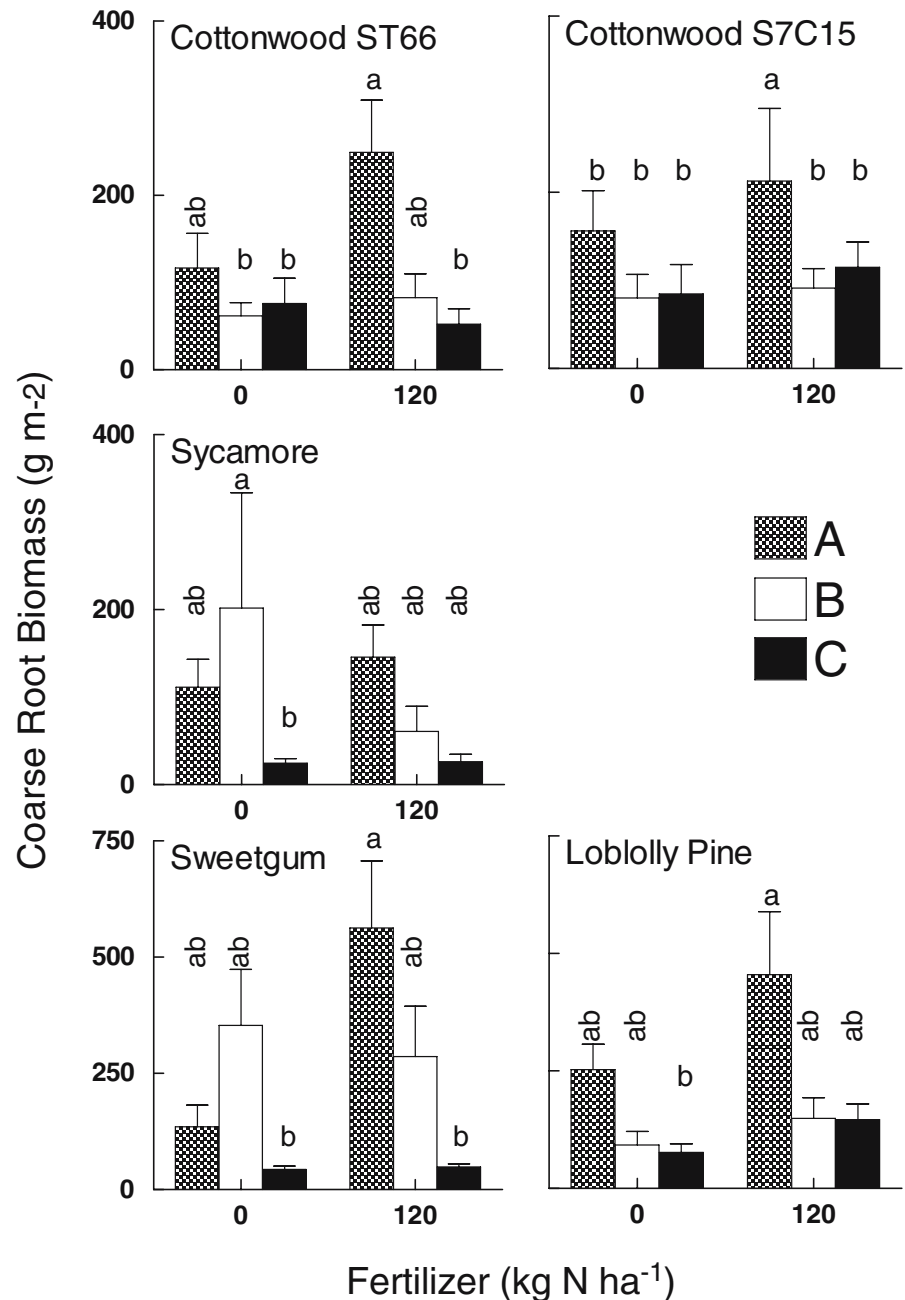 Coarse Root Biomass (g m-2)
Cottonwood ST66
400
200
0
ab
b
b
a
ab
b
0
120
Cottonwood S7C15
b
b
b
a
b
b
0
120
Sycamore
400
200
0
ab
a
b
ab
ab
ab
0
120
A
B
C
Sweetgum
750
500
250
0
ab
ab
b
a
ab
b
0
120
Loblolly Pine
ab
ab
b
a
ab
ab
0
120
Fertilizer (kg N ha⁻¹)